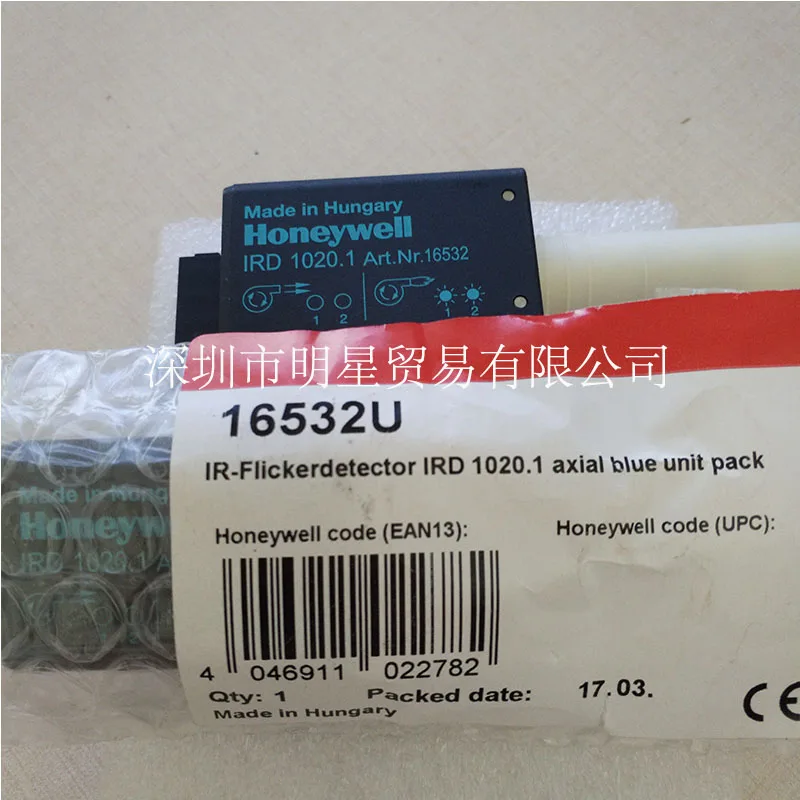 Made in Hungary
Honeywell
IRD 1020.1 Art.Nr.16532
1 2 1 2
深圳市明星贸易有限公司
16532U
IR-Flickerdetector IRD 1020.1 axial blue unit pack
Made in Hungary
Honeywell
IRD 1020.1 A
Honeywell code (EAN13):
Honeywell code (UPC):
4 046911 022782
Qty: 1 Packed date: 17.03.
Made in Hungary
CE